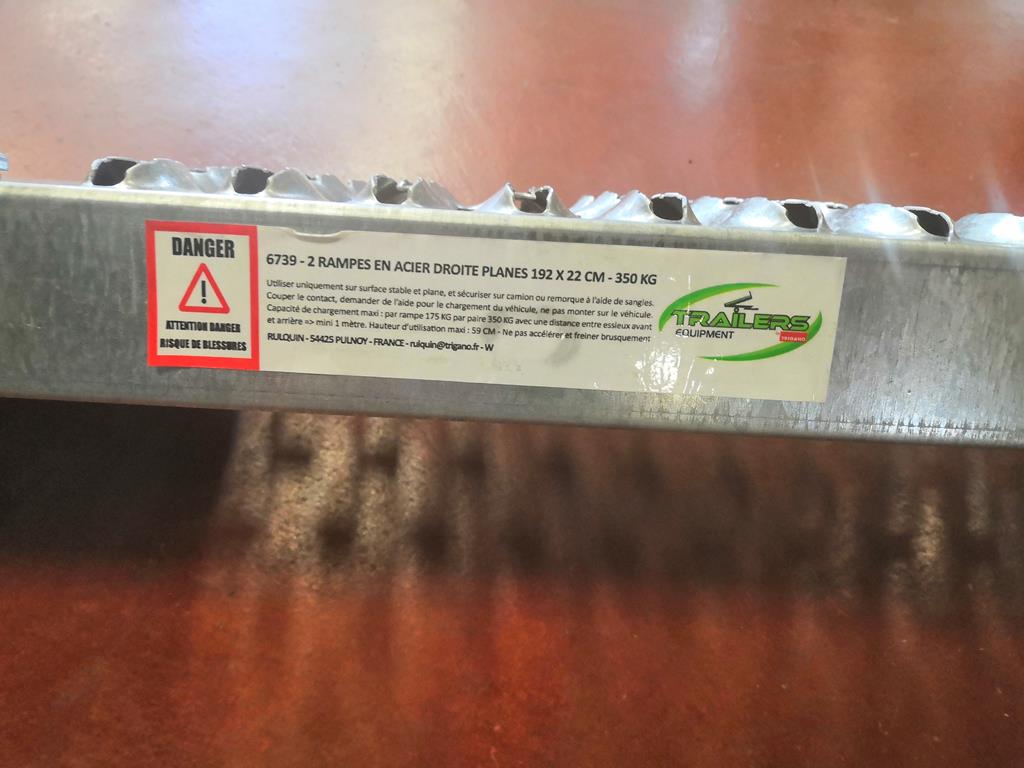 DANGER
!
ATTENTION DANGER
RISQUE DE BLESSURES
6739 - 2 RAMPES EN ACIER DROITE PLANES 192 X 22 CM - 350 KG
Utiliser uniquement sur surface stable et plane, et sécuriser sur camion ou remorque à l'aide de sangles.
Couper le contact, demander de l'aide pour le chargement du véhicule, ne pas monter sur le véhicule.
Capacité de chargement maxi : par rampe 175 KG par paire 350 KG avec une distance entre essieux avant
et arrière => mini 1 mètre. Hauteur d'utilisation maxi : 59 CM - Ne pas accélérer et freiner brusquement
RULQUIN - 54425 PULNOY - FRANCE - rulquin@trigano.fr - W
TRAILERS
EQUIPMENT
by TRIGANO